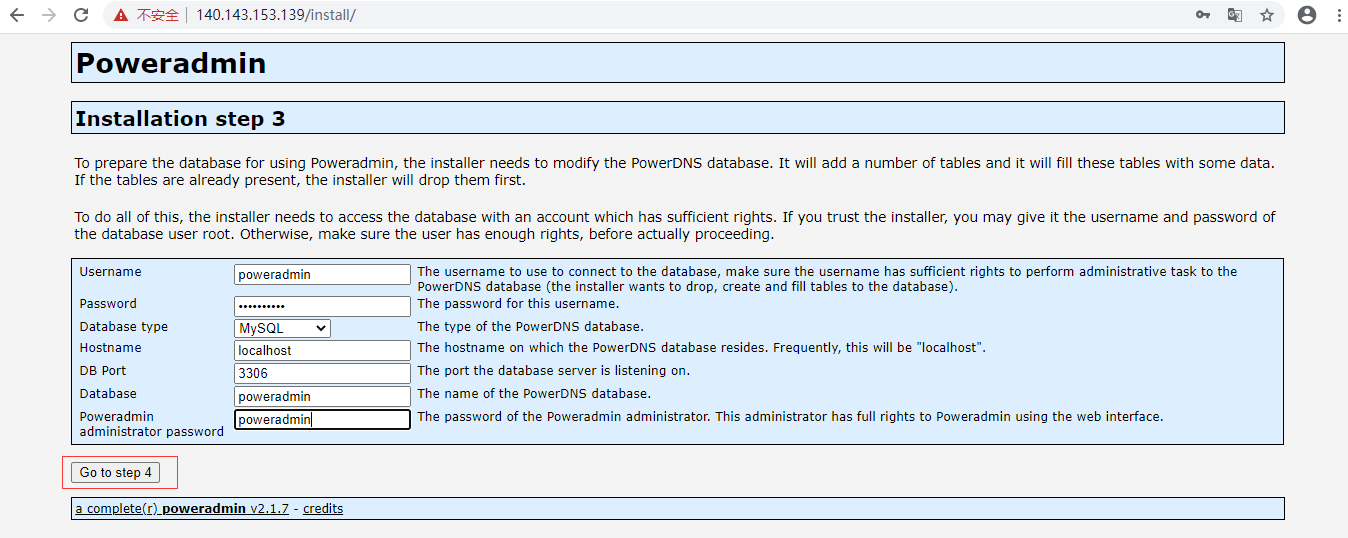 不安全 140.143.153.139/install/
Poweradmin
Installation step 3
To prepare the database for using Poweradmin, the installer needs to modify the PowerDNS database. It will add a number of tables and it will fill these tables with some data.
If the tables are already present, the installer will drop them first.
To do all of this, the installer needs to access the database with an account which has sufficient rights. If you trust the installer, you may give it the username and password of
the database user root. Otherwise, make sure the user has enough rights, before actually proceeding.
Username poweradmin The username to use to connect to the database, make sure the username has sufficient rights to perform administrative task to the
PowerDNS database (the installer wants to drop, create and fill tables to the database).
Password •••••••••• The password for this username.
Database type MySQL The type of the PowerDNS database.
Hostname localhost The hostname on which the PowerDNS database resides. Frequently, this will be "localhost".
DB Port 3306 The port the database server is listening on.
Database poweradmin The name of the PowerDNS database.
Poweradmin poweradmin The password of the Poweradmin administrator. This administrator has full rights to Poweradmin using the web interface.
administrator password
Go to step 4
a complete(r) poweradmin v2.1.7 - credits